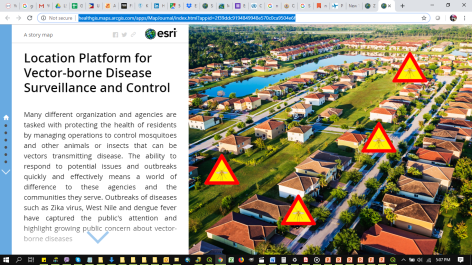 Not secure | healthgis.maps.arcgis.com/apps/MapJournal/index.html?appid=
A story map
esri
Location Platform for
Vector-borne Disease
Surveillance and Control
Many different organization and agencies are
tasked with protecting the health of residents
by managing operations to control mosquitoes
and other animals or insects that can be
vectors transmitting disease. The ability to
respond to potential issues and outbreaks
quickly and effectively means a world of
difference to these agencies and the
communities they serve. Outbreaks of diseases
such as Zika virus, West Nile and dengue fever
have captured the public's attention and
highlight growing public concern about vector-
borne diseases
5:07 PM